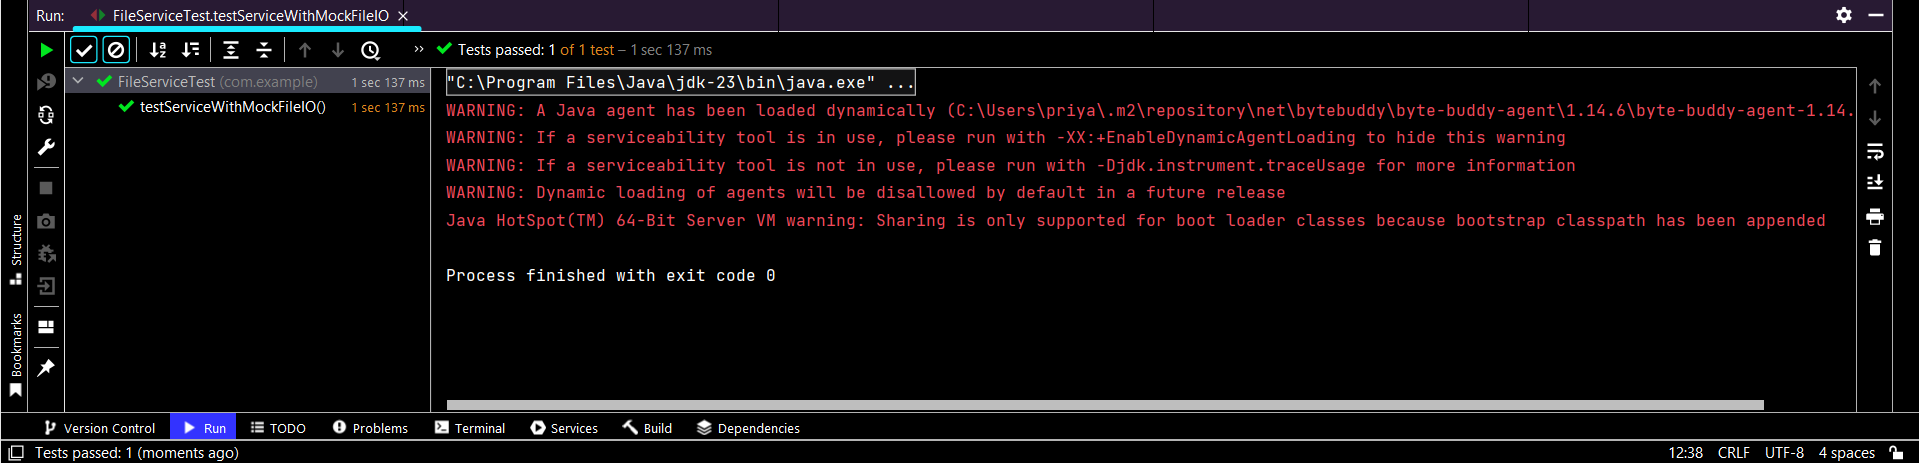 Run: FileServiceTest.testServiceWithMockFileIO
Tests passed: 1 of 1 test – 1 sec 137 ms
FileServiceTest (com.example) 1 sec 137 ms
testServiceWithMockFileIO() 1 sec 137 ms
"C:\Program Files\Java\jdk-23\bin\java.exe" ...
WARNING: A Java agent has been loaded dynamically (C:\Users\priya\.m2\repository\net\bytebuddy\byte-buddy-agent\1.14.6\byte-buddy-agent-1.14.
WARNING: If a serviceability tool is in use, please run with -XX:+EnableDynamicAgentLoading to hide this warning
WARNING: If a serviceability tool is not in use, please run with -Djdk.instrument.traceUsage for more information
WARNING: Dynamic loading of agents will be disallowed by default in a future release
Java HotSpot(TM) 64-Bit Server VM warning: Sharing is only supported for boot loader classes because bootstrap classpath has been appended
Process finished with exit code 0
Structure
Bookmarks
Version Control Run TODO Problems Terminal Services Build Dependencies
Tests passed: 1 (moments ago) 12:38 CRLF UTF-8 4 spaces